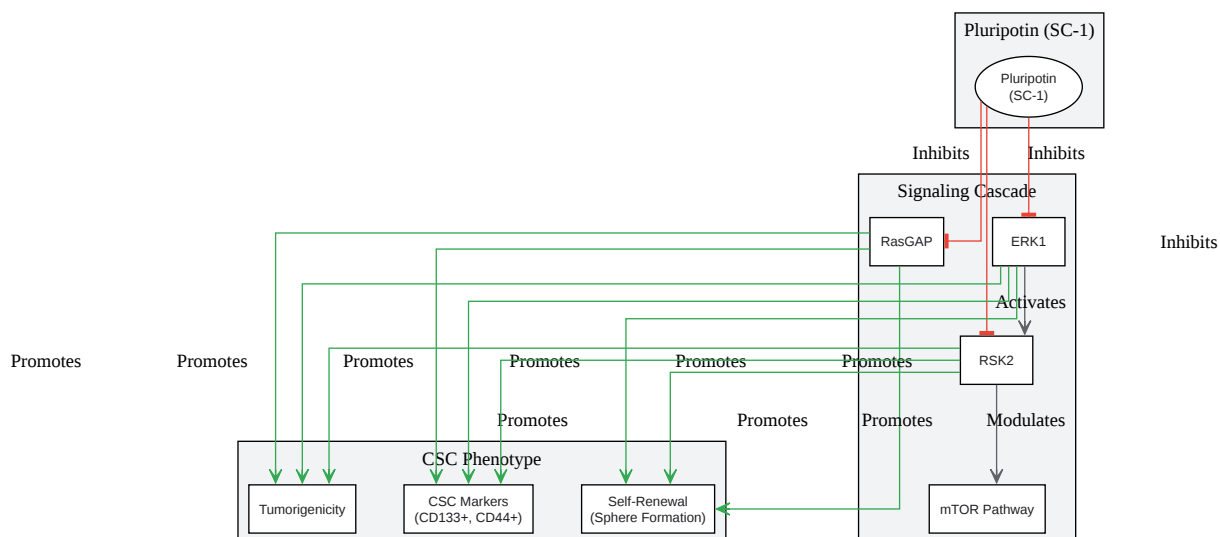 Pluripotin (SC-1)
Pluripotin
(SC-1)
Inhibits
Inhibits
Signaling Cascade
RasGAP
ERK1
Inhibits
Activates
Promotes
Promotes
Promotes
Promotes
Promotes
Promotes
RSK2
Promotes
Promotes
Promotes
Modulates
CSC Phenotype
Tumorigenicity
CSC Markers
(CD133+, CD44+)
Self-Renewal
(Sphere Formation)
mTOR Pathway